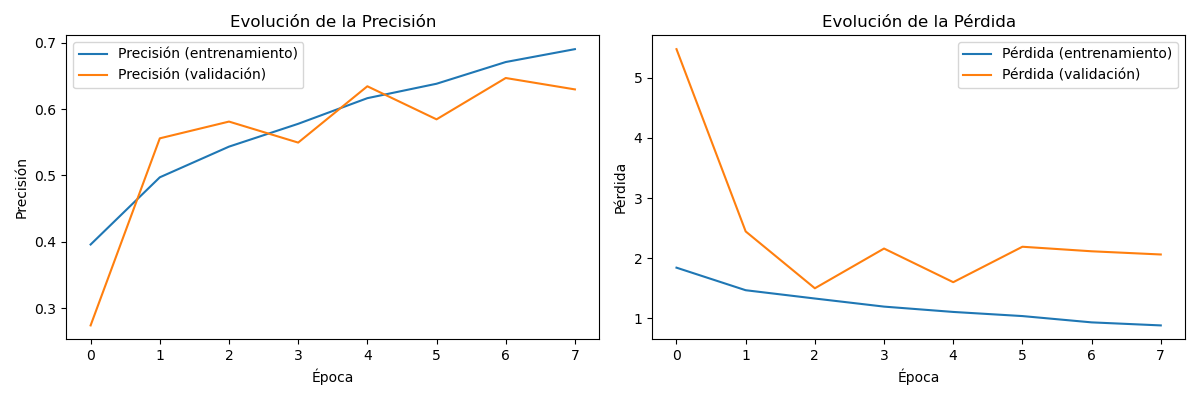 Evolución de la Precisión
Precisión (entrenamiento)
Precisión (validación)
Precisión
0.7
0.6
0.5
0.4
0.3
0 1 2 3 4 5 6 7
Época
Evolución de la Pérdida
Pérdida (entrenamiento)
Pérdida (validación)
Pérdida
5
4
3
2
1
0 1 2 3 4 5 6 7
Época